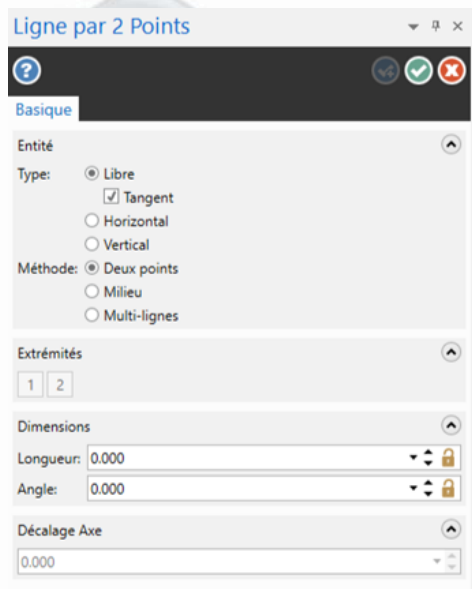 Ligne par 2 Points
Basique
Entité
Type: Libre
Tangent
Horizontal
Vertical
Méthode: Deux points
Milieu
Multi-lignes
Extrémités
1 2
Dimensions
Longueur: 0.000
Angle: 0.000
Décalage Axe
0.000